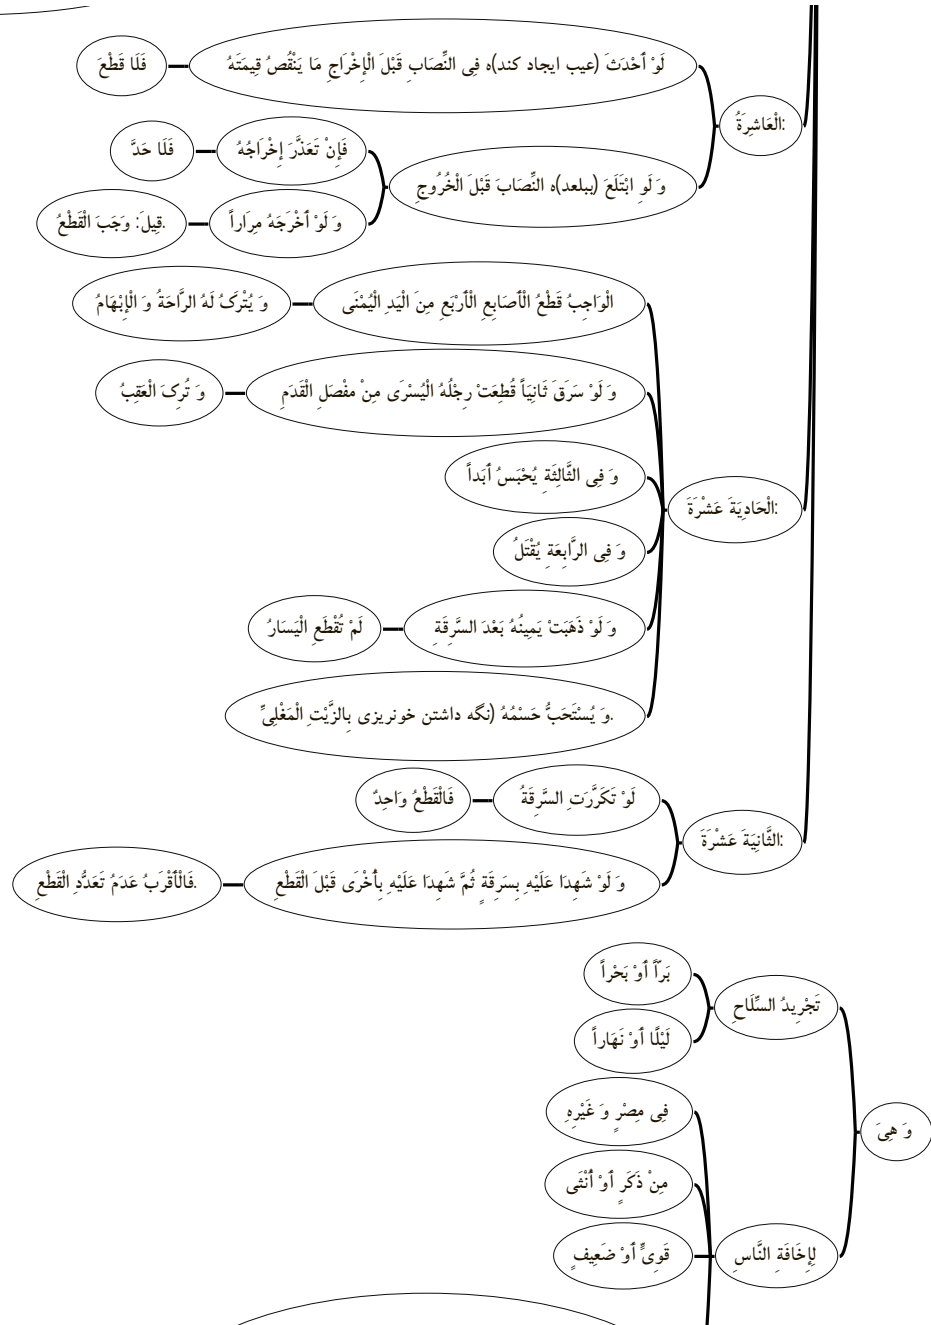 الْعَاشِرَةُ:
لَوْ أَحْدَثَ (عیب ایجاد کند)ه فِی النِّصَابِ قَبْلَ الْإِخْرَاجِ مَا یَنْقُصُ قِیمَتَهُ
فَلَا قَطْعَ
وَ لَوِ ابْتَلَعَ (ببلعد)ه النِّصَابَ قَبْلَ الْخُرُوجِ
فَإِنْ تَعَذَّرَ إِخْرَاجُهُ
فَلَا حَدَّ
وَ لَوْ أَخْرَجَهُ مِرَاراً
قِیلَ: وَجَبَ الْقَطْعُ.
الْحَادِیَةَ عَشْرَةَ:
الْوَاجِبُ قَطْعُ الْأَصَابِعِ الْأَرْبَعِ مِنَ الْیَدِ الْیُمْنَى
وَ یُتْرَکُ لَهُ الرَّاحَةُ وَ الْإِبْهَامُ
وَ لَوْ سَرَقَ ثَانِیَاً قُطِعَتْ رِجْلُهُ الْیُسْرَى مِنْ مفْصَلِ الْقَدَمِ
وَ تُرِکَ الْعَقِبُ
وَ فِی الثَّالِثَةِ یُحْبَسُ أَبَداً
وَ فِی الرَّابِعَةِ یُقْتَلُ
وَ لَوْ ذَهَبَتْ یَمِینُهُ بَعْدَ السَّرِقَةِ
لَمْ تُقْطَعِ الْیَسَارُ
وَ یُسْتَحَبُّ حَسْمُهُ (نگه داشتن خونریزی بِالزَّیْتِ الْمَغْلِیِّ.
الثَّانِیَةَ عَشْرَةَ:
لَوْ تَکَرَّرَتِ السَّرِقَةُ
فَالْقَطْعُ وَاحِدٌ
وَ لَوْ شَهِدَا عَلَیْهِ بِسَرِقَةٍ ثُمَّ شَهِدَا عَلَیْهِ بِأُخْرَى قَبْلَ الْقَطْعِ
فَالْأَقْرَبُ عَدَمُ تَعَدُّدِ الْقَطْعِ.
وَ هِیَ
تَجْرِیدُ السِّلَاحِ
بَرّاً أَوْ بَحْراً
لَیْلًا أَوْ نَهَاراً
لِإِخَافَةِ النَّاسِ
فِی مِصْرٍ وَ غَیْرِهِ
مِنْ ذَکَرٍ أَوْ أُنْثَى
قَوِیٍّ أَوْ ضَعِیفٍ